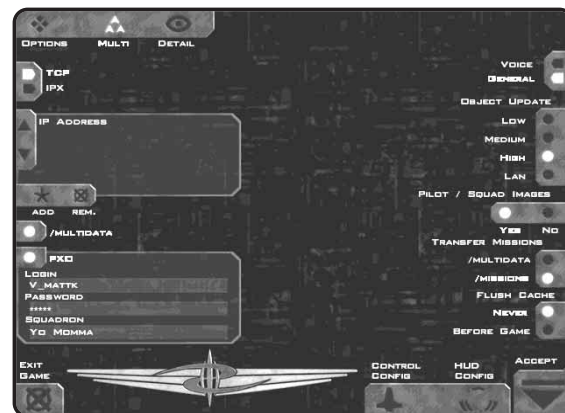 OPTIONS MULTI DETAIL
TCP
IPX
IP ADDRESS
ADD REM.
/MULTIDATA
PXO
LOGIN
V_MATTK
PASSWORD
*****
SQUADRON
YO MOMMA
EXIT
GAME
VOICE
GENERAL
OBJECT UPDATE
LOW
MEDIUM
HIGH
LAN
PILOT / SQUAD IMAGES
YES NO
TRANSFER MISSIONS
/MULTIDATA
/MISSIONS
FLUSH CACHE
NEVER
BEFORE GAME
CONTROL
CONFIG
HUD
CONFIG
ACCEPT